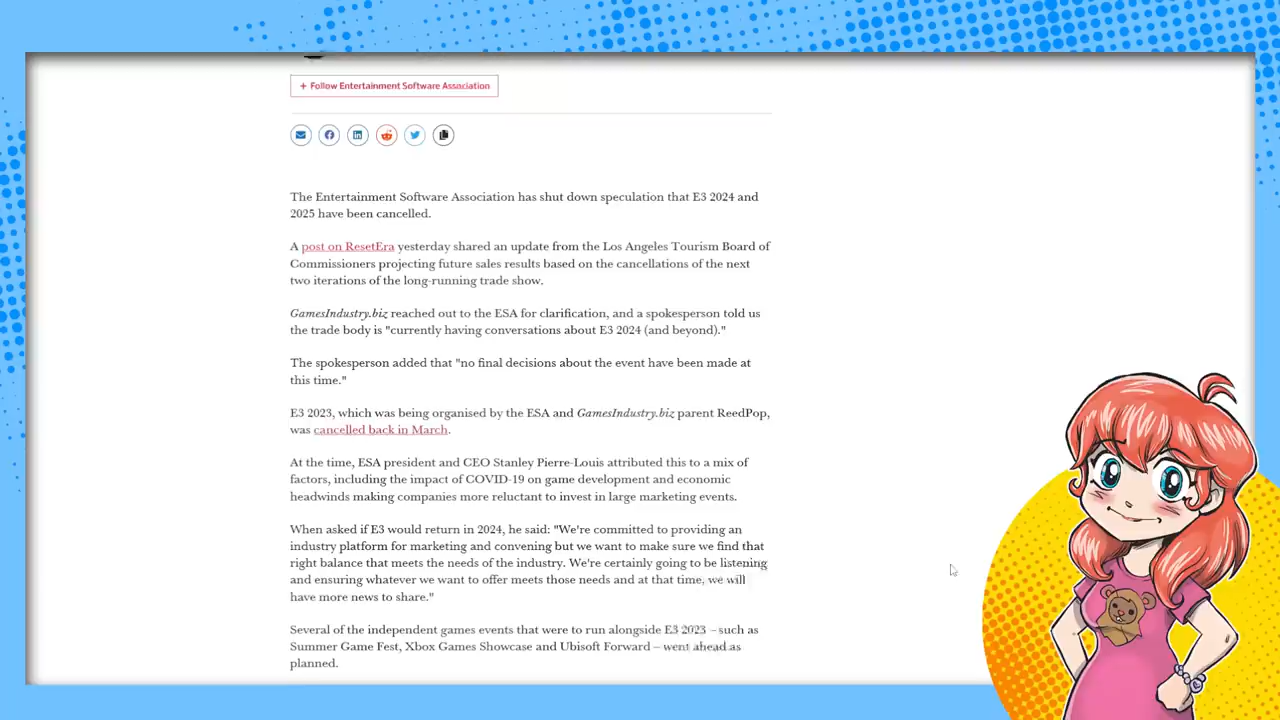 + Follow Entertainment Software Association
The Entertainment Software Association has shut down speculation that E3 2024 and
2025 have been cancelled.
A post on ResetEra yesterday shared an update from the Los Angeles Tourism Board of
Commissioners projecting future sales results based on the cancellations of the next
two iterations of the long-running trade show.
GamesIndustry.biz reached out to the ESA for clarification, and a spokesperson told us
the trade body is "currently having conversations about E3 2024 (and beyond)."
The spokesperson added that "no final decisions about the event have been made at
this time."
E3 2023, which was being organised by the ESA and GamesIndustry.biz parent ReedPop,
was cancelled back in March.
At the time, ESA president and CEO Stanley Pierre-Louis attributed this to a mix of
factors, including the impact of COVID-19 on game development and economic
headwinds making companies more reluctant to invest in large marketing events.
When asked if E3 would return in 2024, he said: "We're committed to providing an
industry platform for marketing and convening but we want to make sure we find that
right balance that meets the needs of the industry. We're certainly going to be listening
and ensuring whatever we want to offer meets those needs and at that time, we will
have more news to share."
Several of the independent games events that were to run alongside E3 2023 – such as
Summer Game Fest, Xbox Games Showcase and Ubisoft Forward – went ahead as
planned.